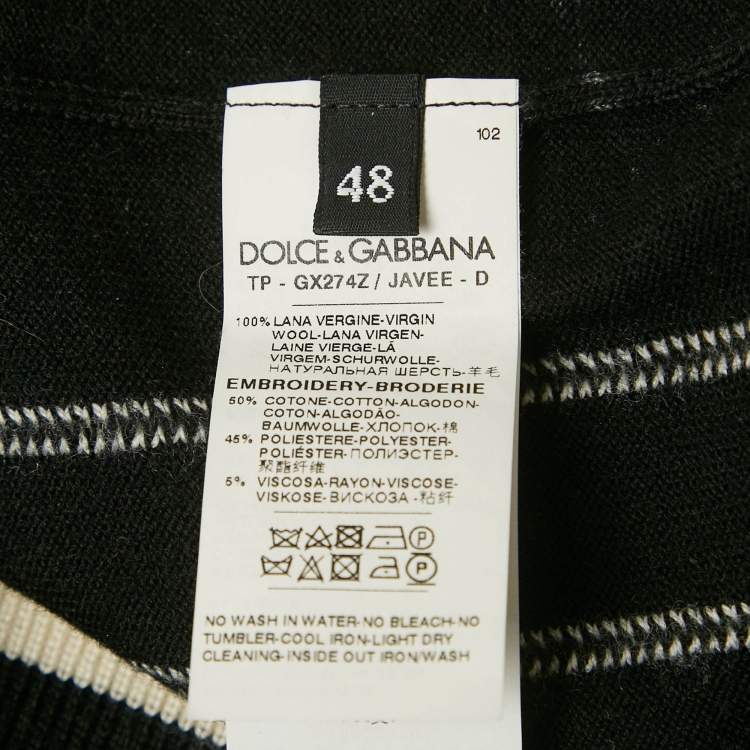 102
48
DOLCE & GABBANA
TP - GX274Z / JAVEE - D
100% LANA VERGINE-VIRGIN
WOOL-LANA VIRGEN-
LAINE VIERGE-LÃ
VIRGEM-SCHURWOLLE-
НАТУРАЛЬНАЯ ШЕРСТЬ-羊毛
EMBROIDERY-BRODERIE
50% COTONE-COTTON-ALGODON-
COTON-ALGODÃO-
BAUMWOLLE-ХЛОПОК-棉
45% POLIESTERE-POLYESTER-
POLIÉSTER-ПОЛИЭСТЕР-
聚酯纤维
5% VISCOSA-RAYON-VISCOSE-
VISKOSE-ВИСКОЗА-粘纤
NO WASH IN WATER-NO BLEACH-NO
TUMBLER-COOL IRON-LIGHT DRY
CLEANING-INSIDE OUT IRON/WASH